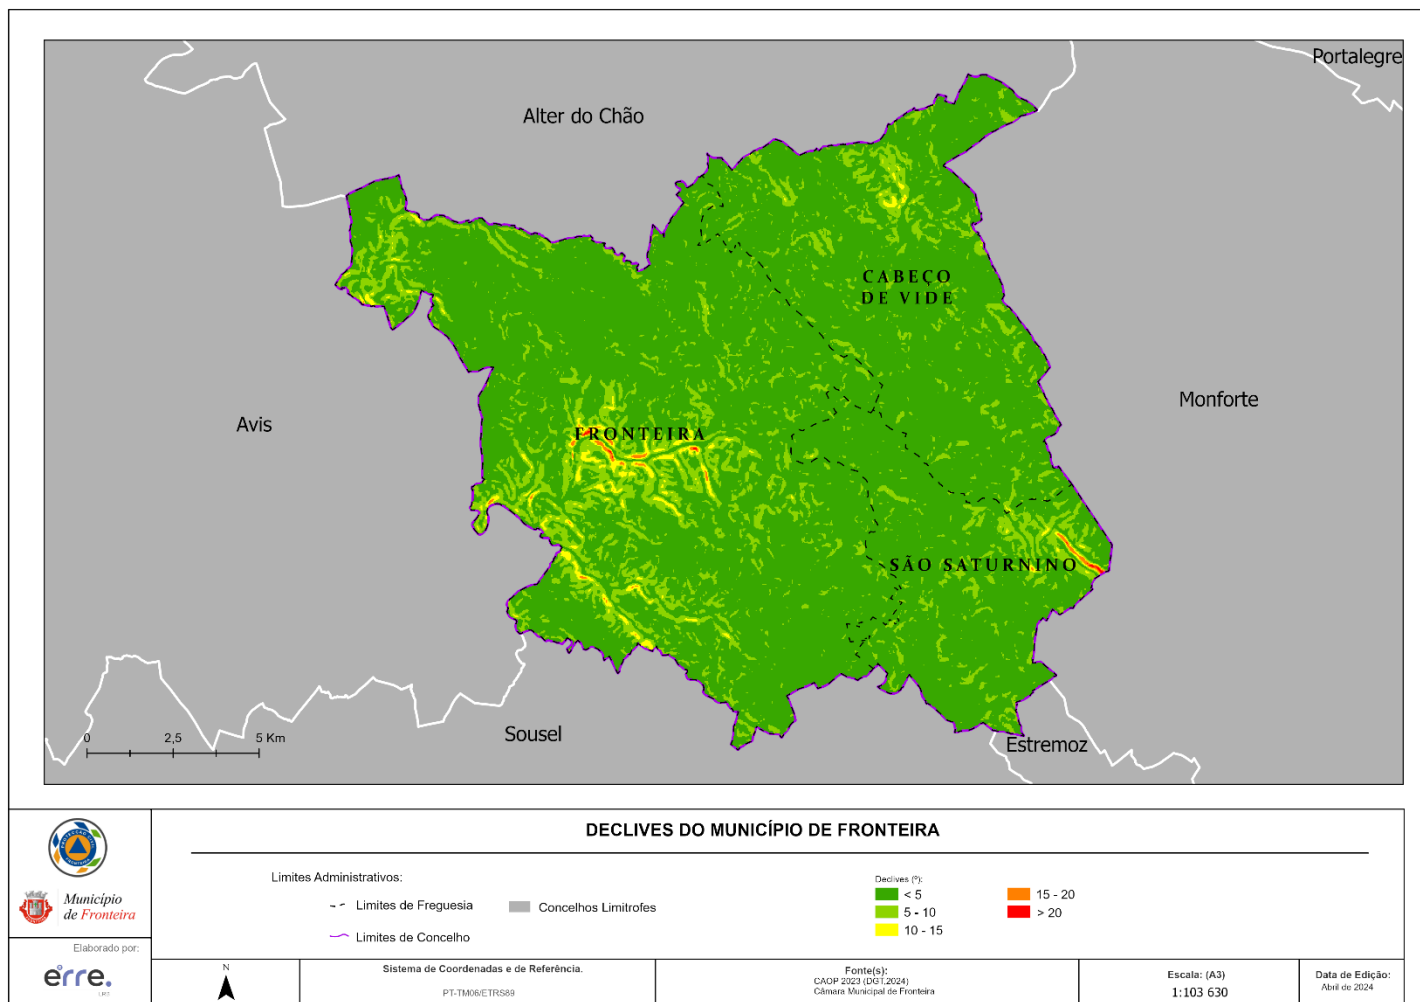 Portalegre
Alter do Chão
CABEÇO
DE VIDE
Monforte
Avis
FRONTEIRA
SÃO SATURNINO
Sousel
Estremoz
0 2,5 5 Km
DECLIVES DO MUNICÍPIO DE FRONTEIRA
Limites Administrativos:
Limites de Freguesia
Concelhos Limitrofes
Limites de Concelho
Declives (º):
< 5
5 - 10
10 - 15
15 - 20
> 20
Município
de Fronteira
Elaborado por:
erre.
N
Sistema de Coordenadas e de Referência.
PT-TM06/ETRS89
Fonte(s):
CAOP 2023 (DGT,2024)
Câmara Municipal de Fronteira
Escala: (A3)
1:103 630
Data de Edição:
Abril de 2024